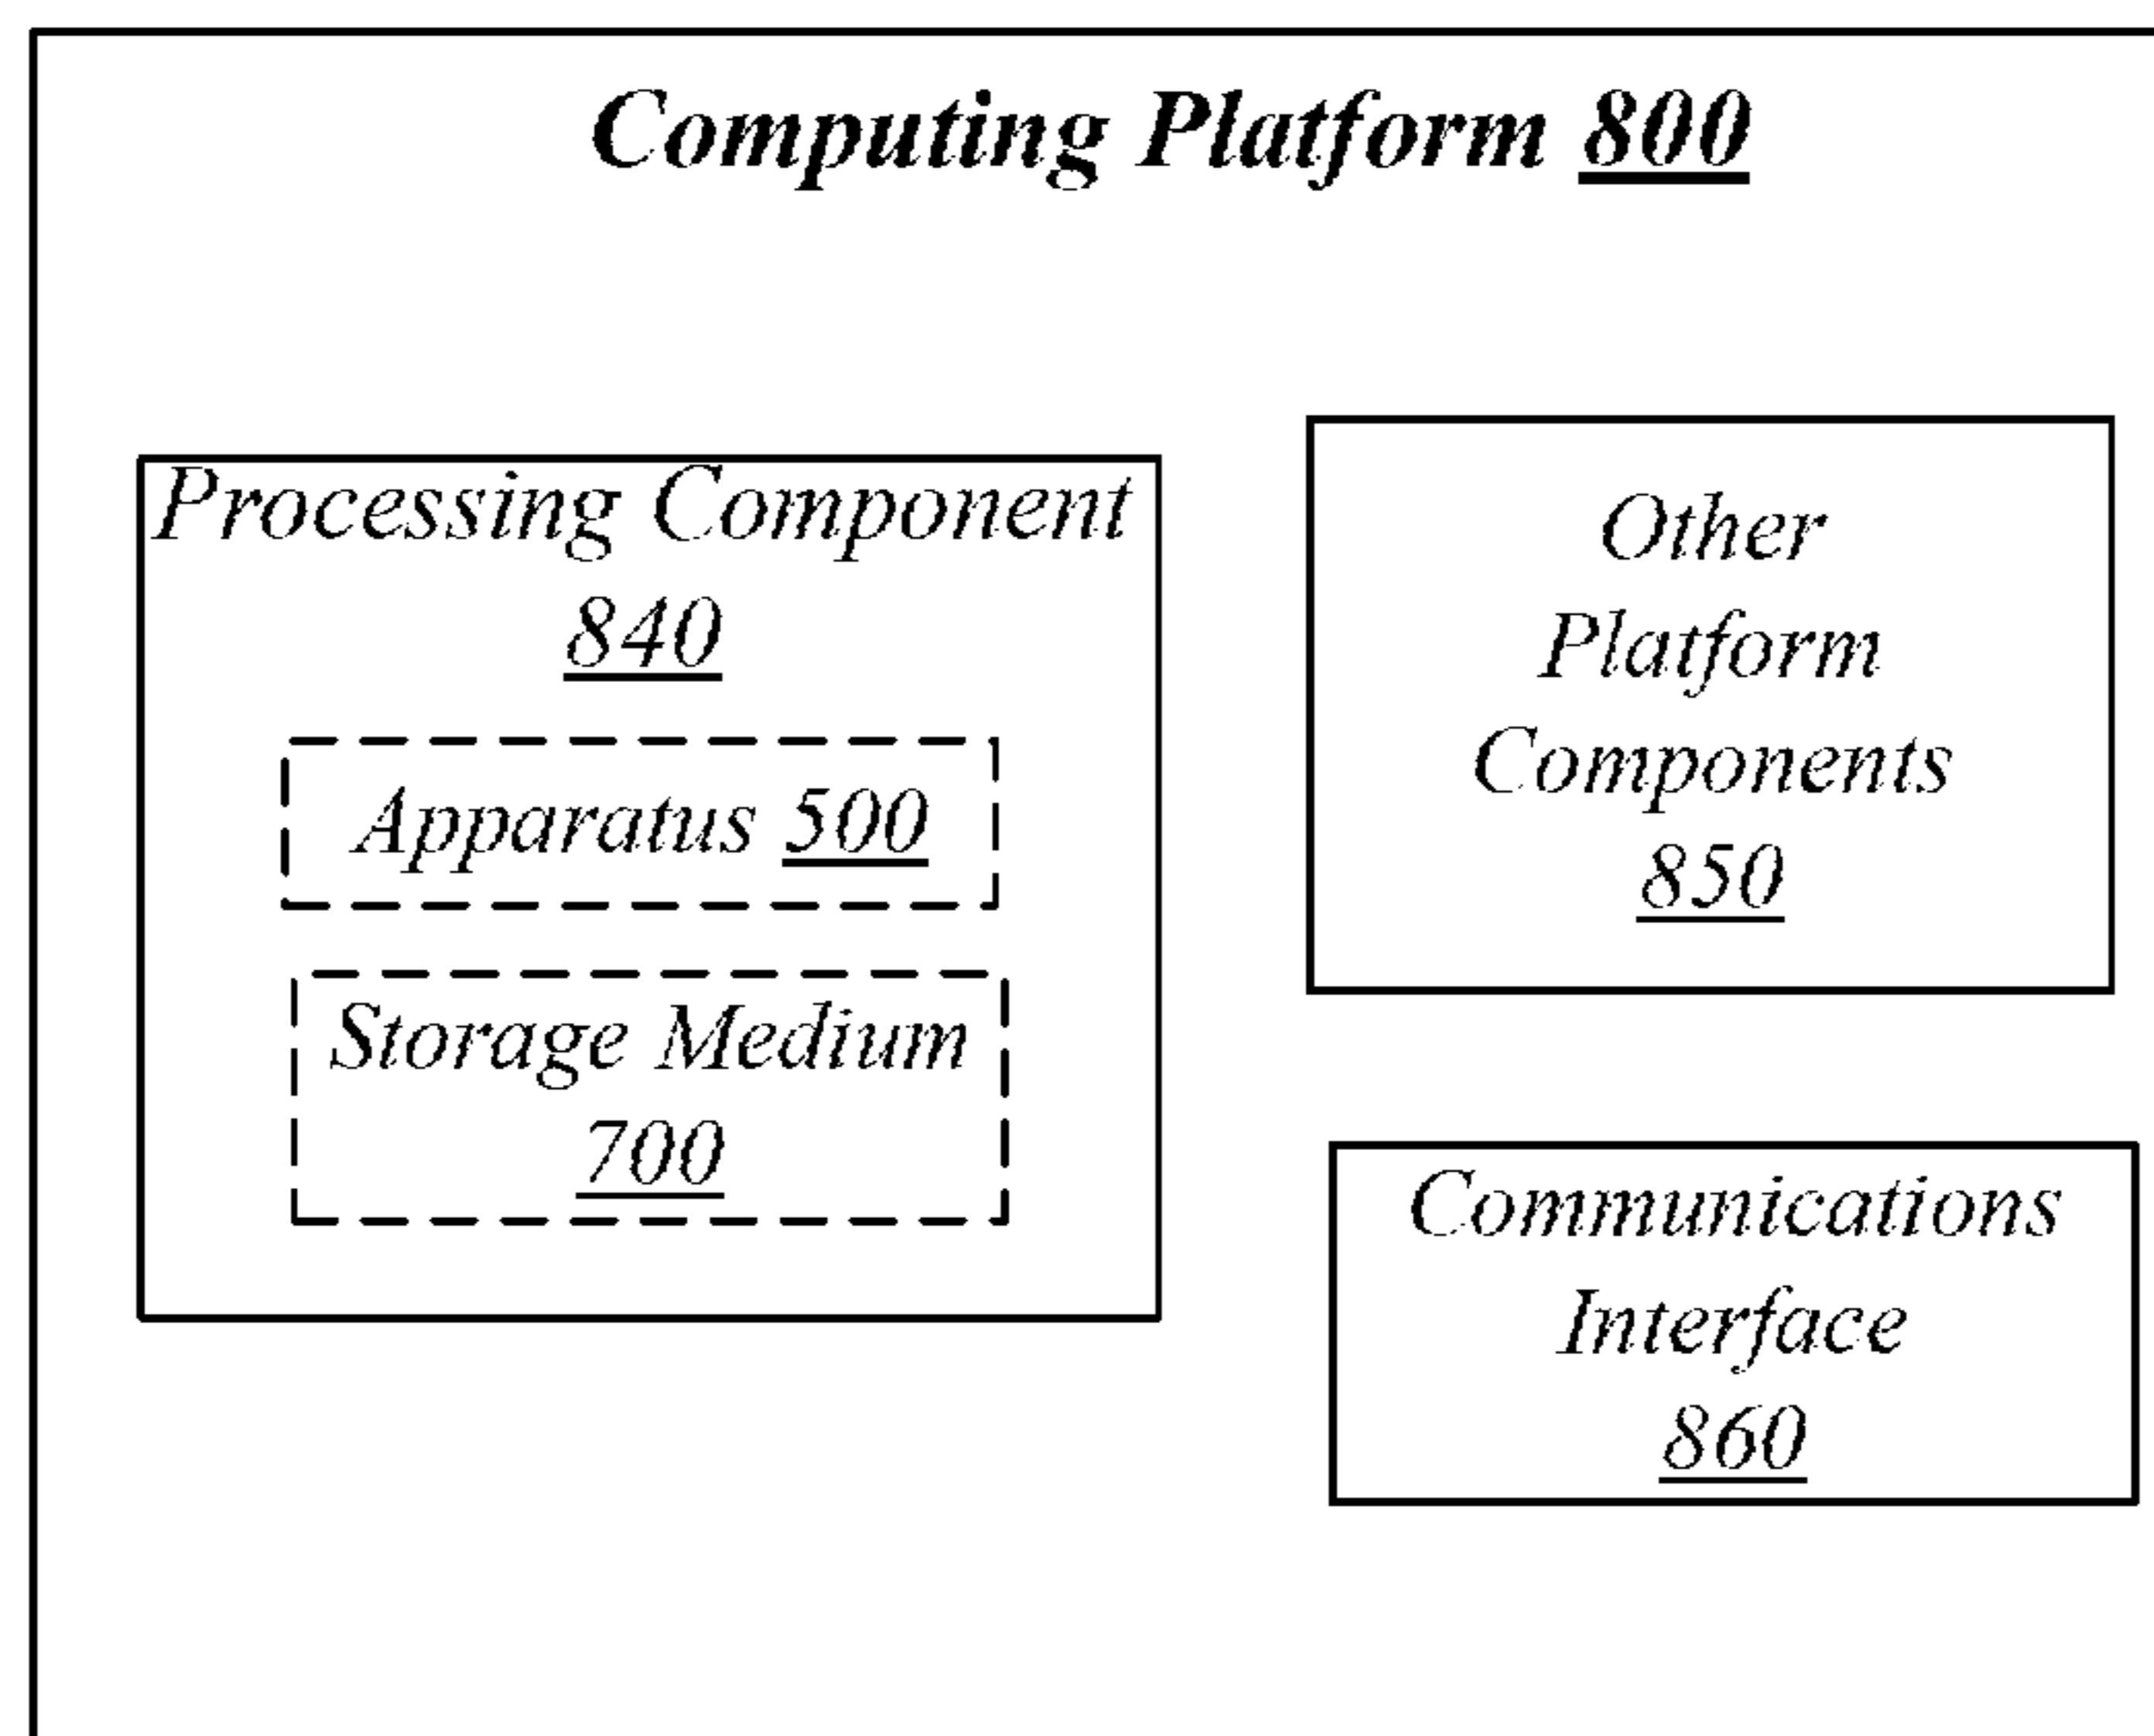 Computing Platform 800
Processing Component
840
Apparatus 500
Storage Medium
700
Other
Platform
Components
850
Communications
Interface
860